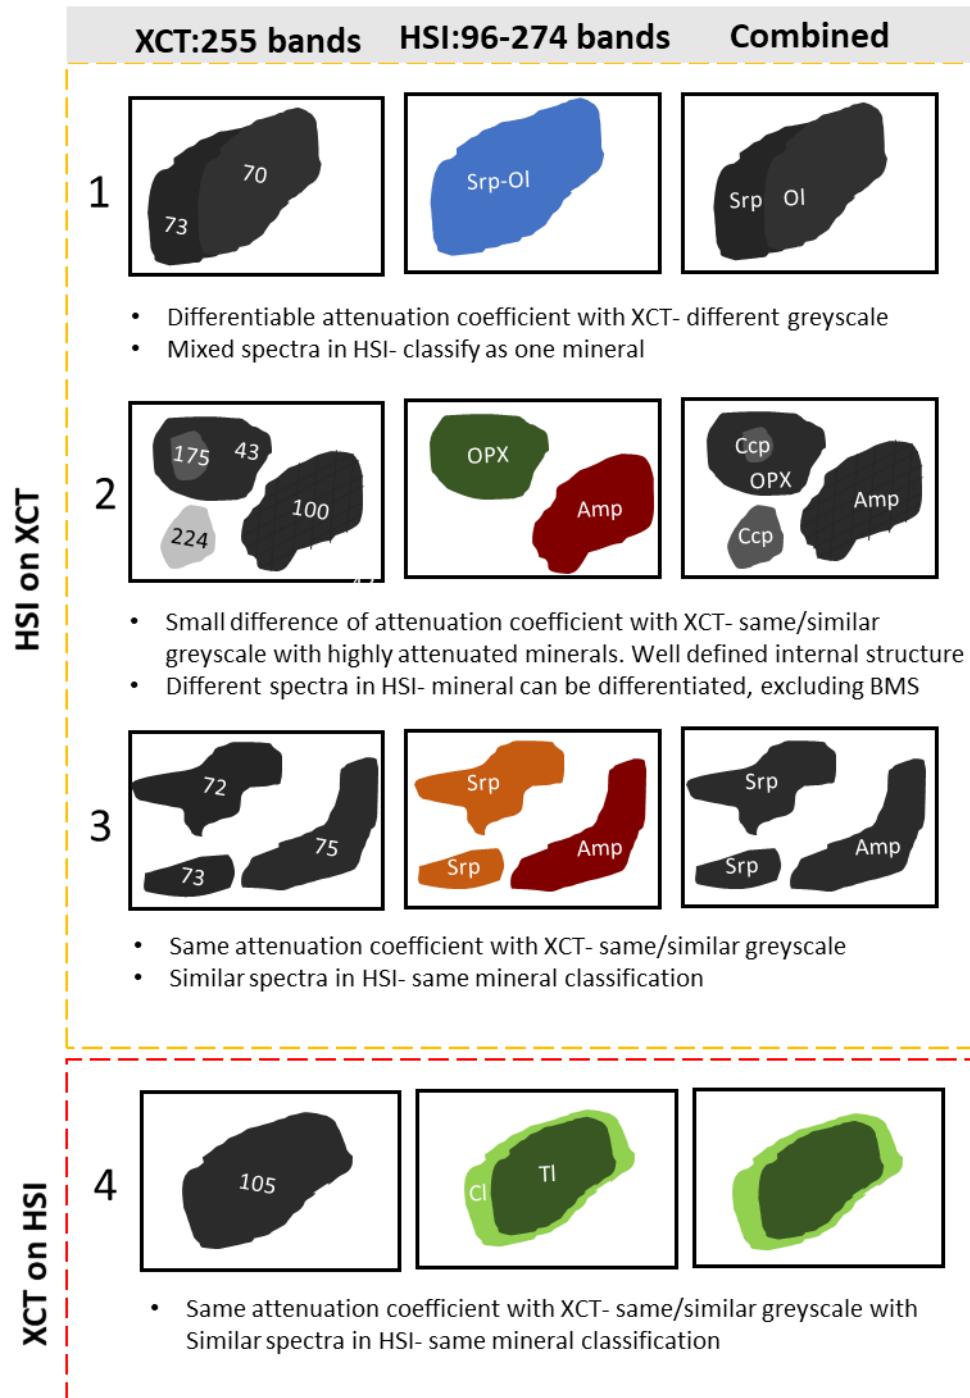 XCT:255 bands HSI:96-274 bands Combined
HSI on XCT
1
70
73
Srp-Ol
Srp Ol
• Differentiable attenuation coefficient with XCT- different greyscale
• Mixed spectra in HSI- classify as one mineral
2
175 43
100
224
OPX
Amp
Ccp
OPX
Amp
Ccp
• Small difference of attenuation coefficient with XCT- same/similar
greyscale with highly attenuated minerals. Well defined internal structure
• Different spectra in HSI- mineral can be differentiated, excluding BMS
3
72
75
73
Srp
Amp
Srp
Srp
Amp
Srp
• Same attenuation coefficient with XCT- same/similar greyscale
• Similar spectra in HSI- same mineral classification
XCT on HSI
4
105
Cl Tl
• Same attenuation coefficient with XCT- same/similar greyscale with
Similar spectra in HSI- same mineral classification